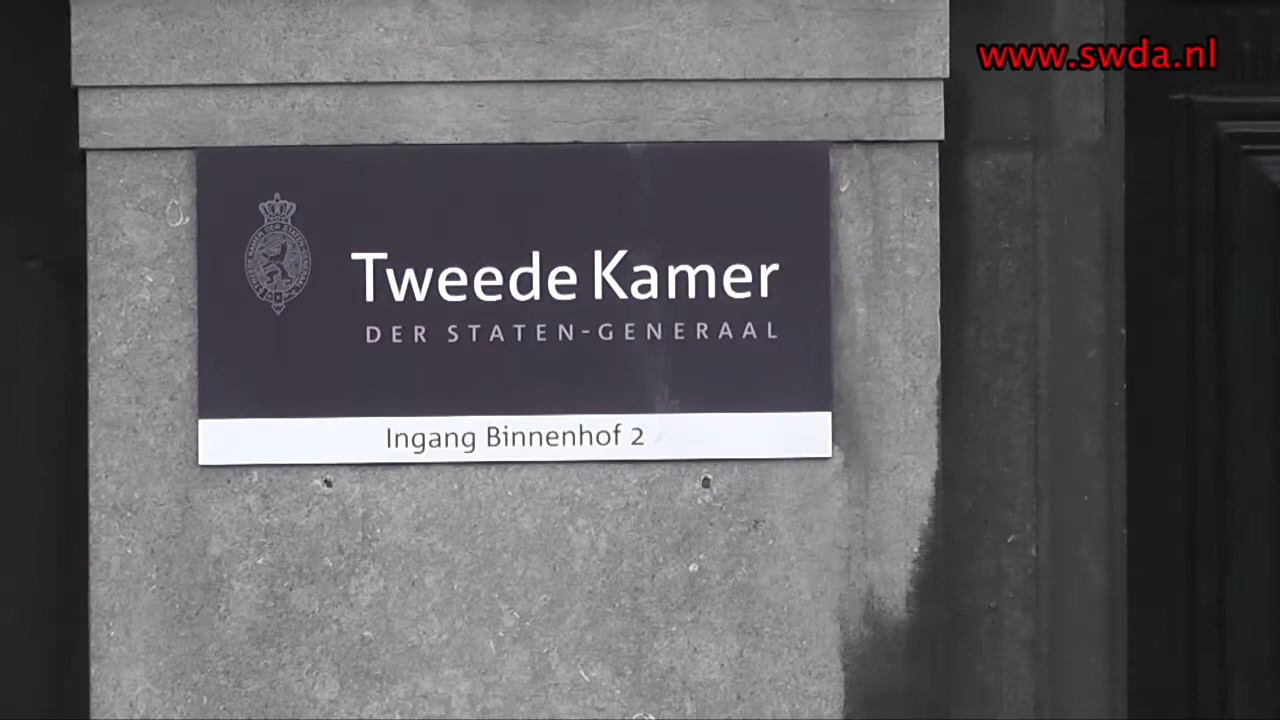 www.swda.nl
Tweede Kamer
DER STATEN-GENERAAL
Ingang Binnenhof 2